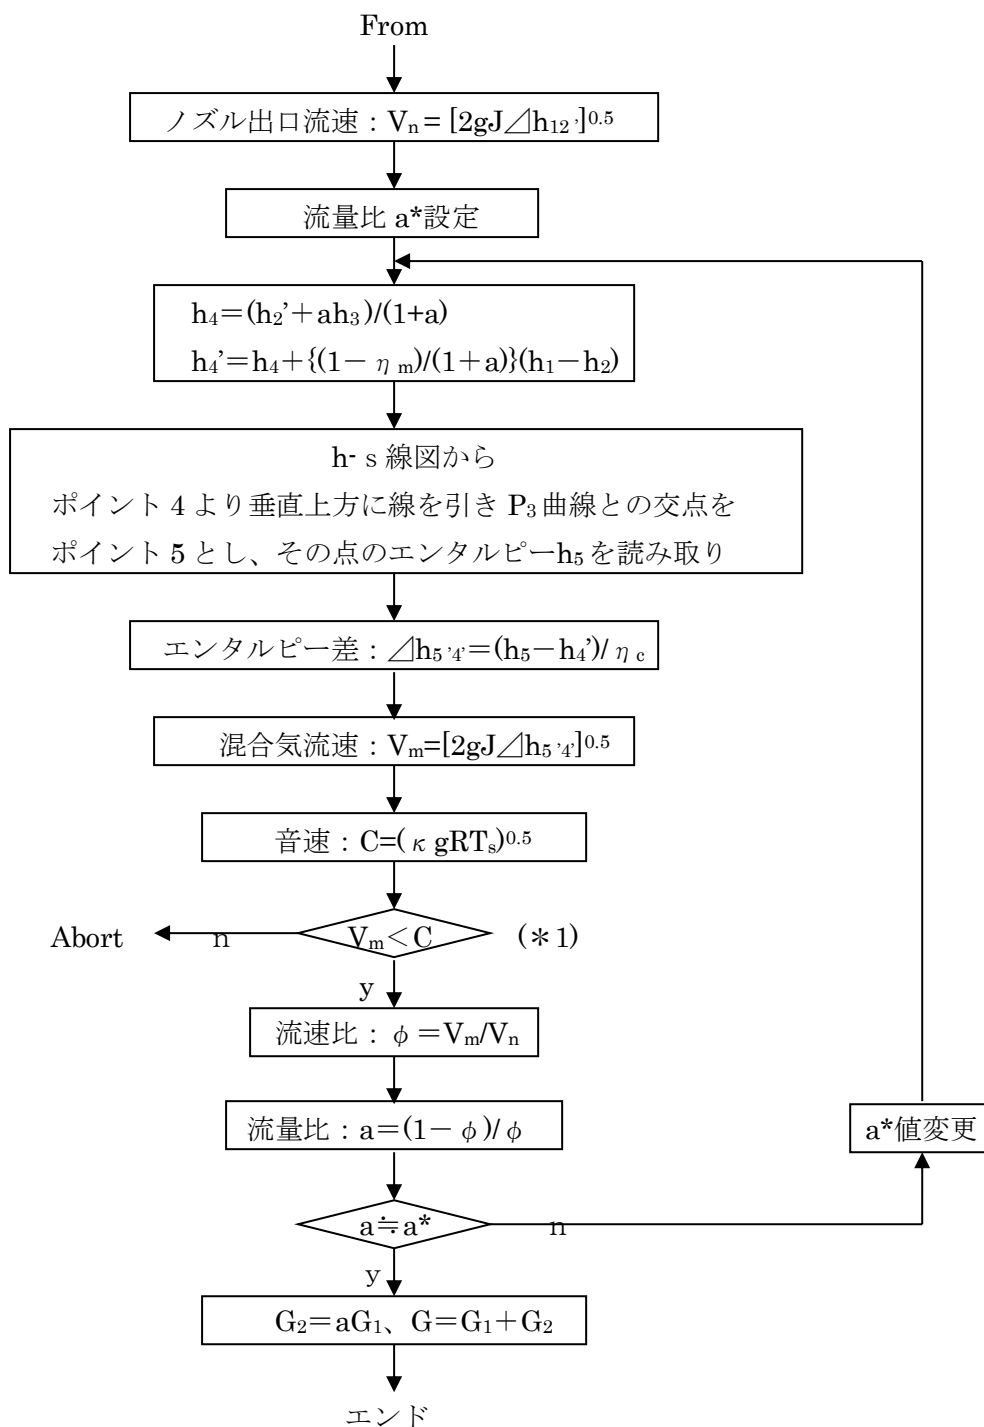 From
ノズル出口流速：Vn＝[2gJ⊿h12’]0.5
流量比 a*設定
h4＝(h2’＋ah3)/(1+a)
h4’＝h4＋{(1－ηm)/(1＋a)}(h1－h2)
h- s 線図から
ポイント 4 より垂直上方に線を引き P3 曲線との交点を
ポイント 5 とし、その点のエンタルピーh5 を読み取り
エンタルピー差：⊿h5’4’＝(h5－h4’)/ηc
混合気流速：Vm=[2gJ⊿h5’4’]0.5
音速：C=(κgRTs)0.5
Abort
n
Vm＜C
(＊1)
y
流速比：φ＝Vm/Vn
流量比：a＝(1－φ)/φ
a*値変更
a≒a*
n
y
G2＝aG1、G＝G1＋G2
エンド